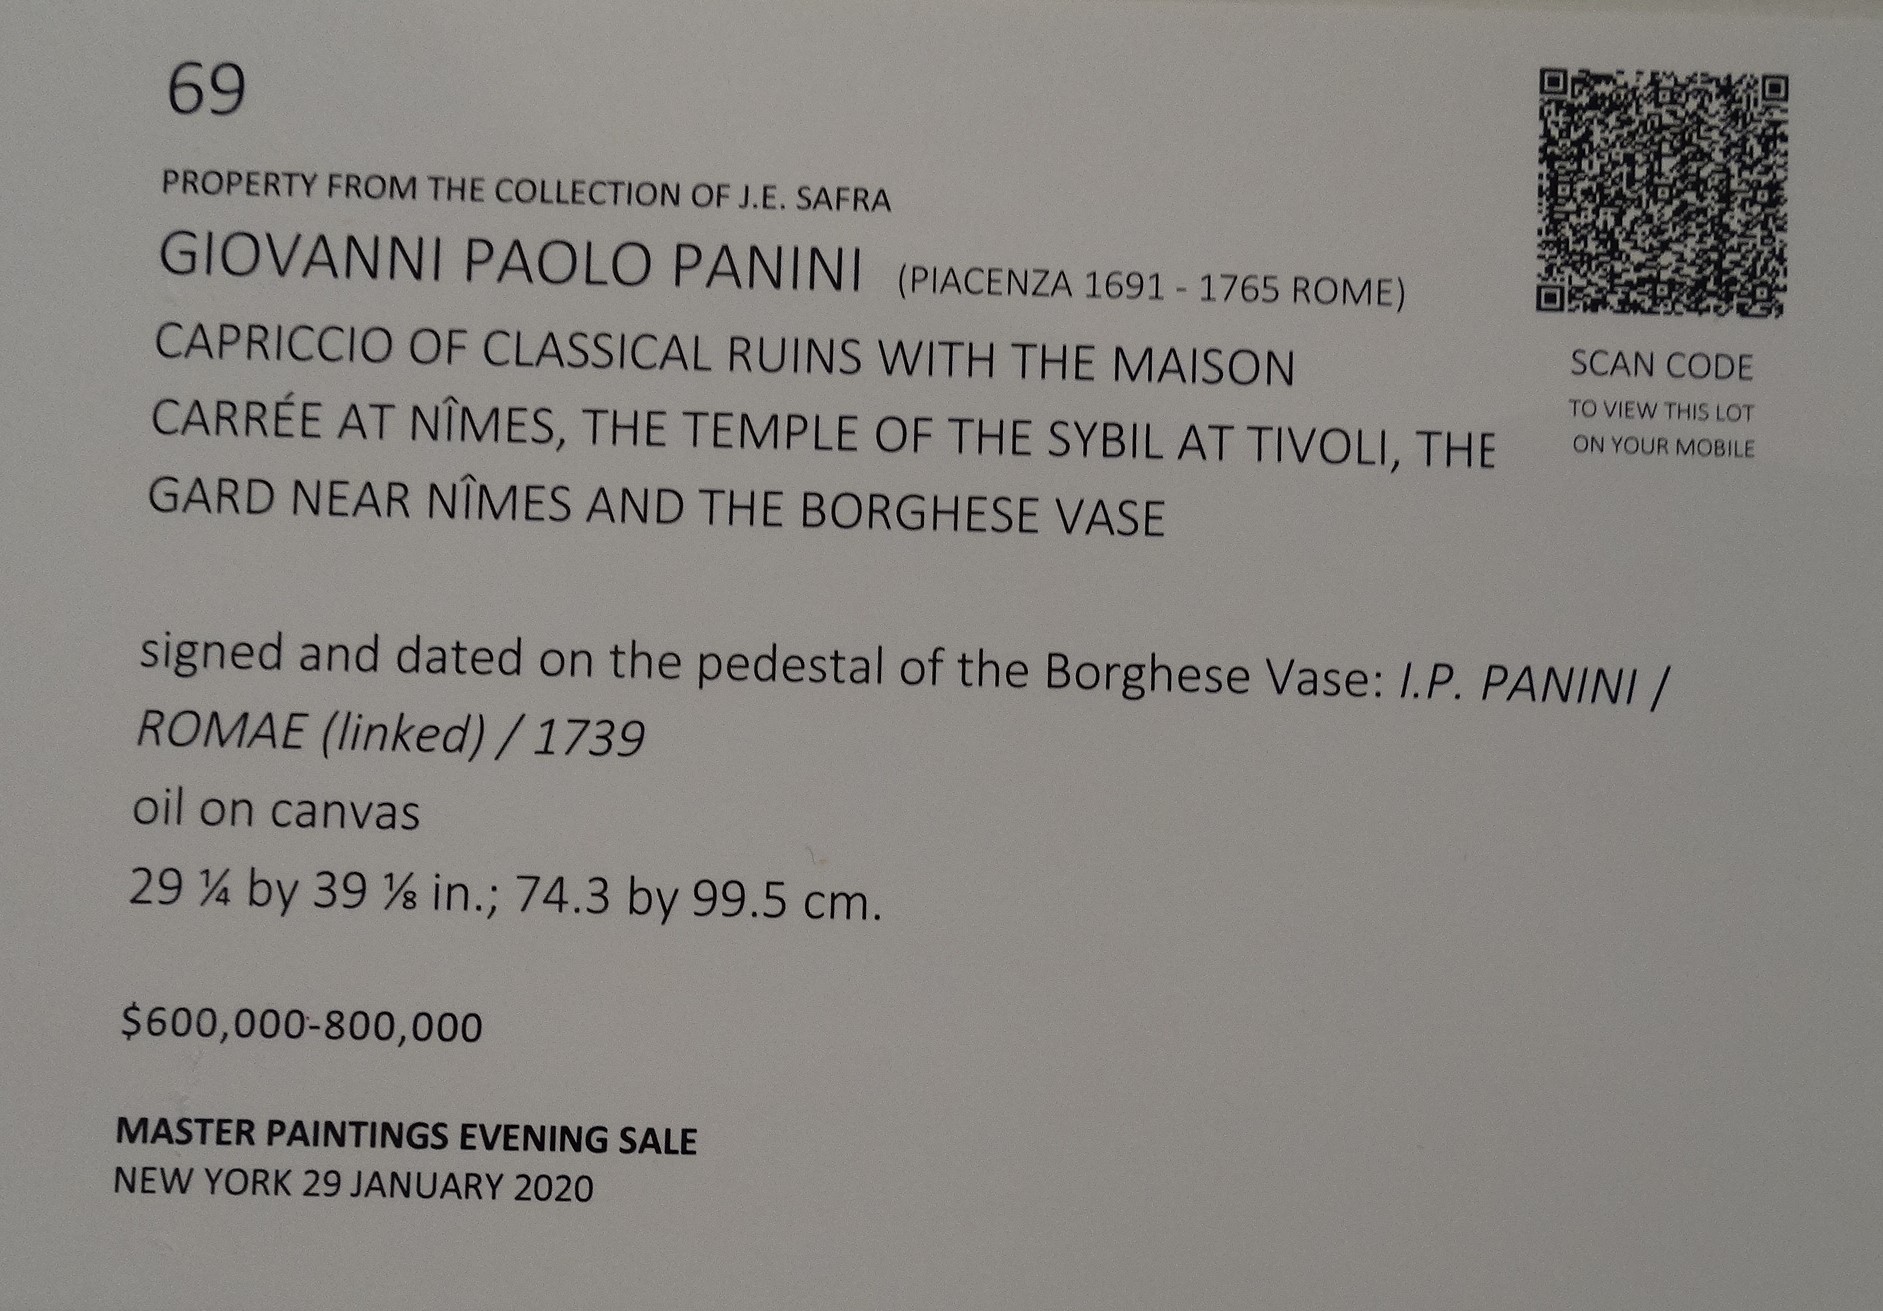 69
PROPERTY FROM THE COLLECTION OF J.E. SAFRA
GIOVANNI PAOLO PANINI (PIACENZA 1691 - 1765 ROME)
CAPRICCIO OF CLASSICAL RUINS WITH THE MAISON
CARRÉE AT NÎMES, THE TEMPLE OF THE SYBIL AT TIVOLI, THE
GARD NEAR NÎMES AND THE BORGHESE VASE
signed and dated on the pedestal of the Borghese Vase: I.P. PANINI /
ROMAE (linked) / 1739
oil on canvas
29 ¼ by 39 ⅛ in.; 74.3 by 99.5 cm.
$600,000-800,000
MASTER PAINTINGS EVENING SALE
NEW YORK 29 JANUARY 2020
SCAN CODE
TO VIEW THIS LOT
ON YOUR MOBILE